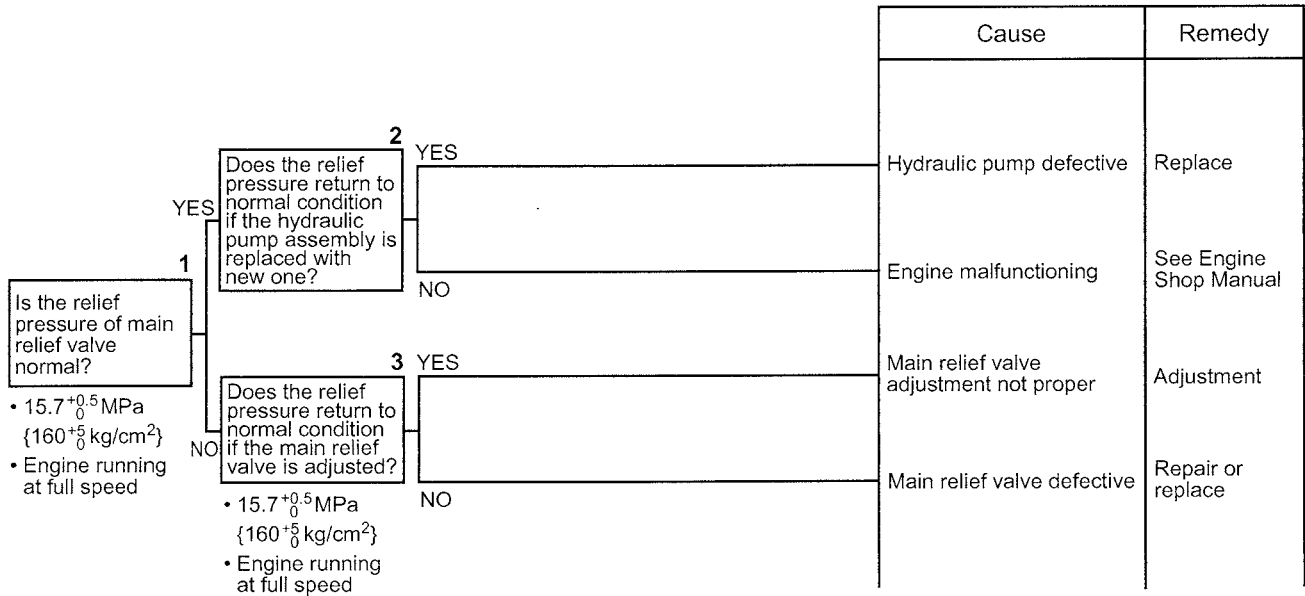 Cause
Remedy
1
Is the relief
pressure of main
relief valve
normal?
• 15.7 +0.5 0 MPa
{160 +5 0 kg/cm²}
• Engine running
at full speed
YES
2
Does the relief
pressure return to
normal condition
if the hydraulic
pump assembly is
replaced with
new one?
YES
Hydraulic pump defective
Replace
NO
Engine malfunctioning
See Engine
Shop Manual
NO
3
Does the relief
pressure return to
normal condition
if the main relief
valve is adjusted?
• 15.7 +0.5 0 MPa
{160 +5 0 kg/cm²}
• Engine running
at full speed
YES
Main relief valve
adjustment not proper
Adjustment
NO
Main relief valve defective
Repair or
replace